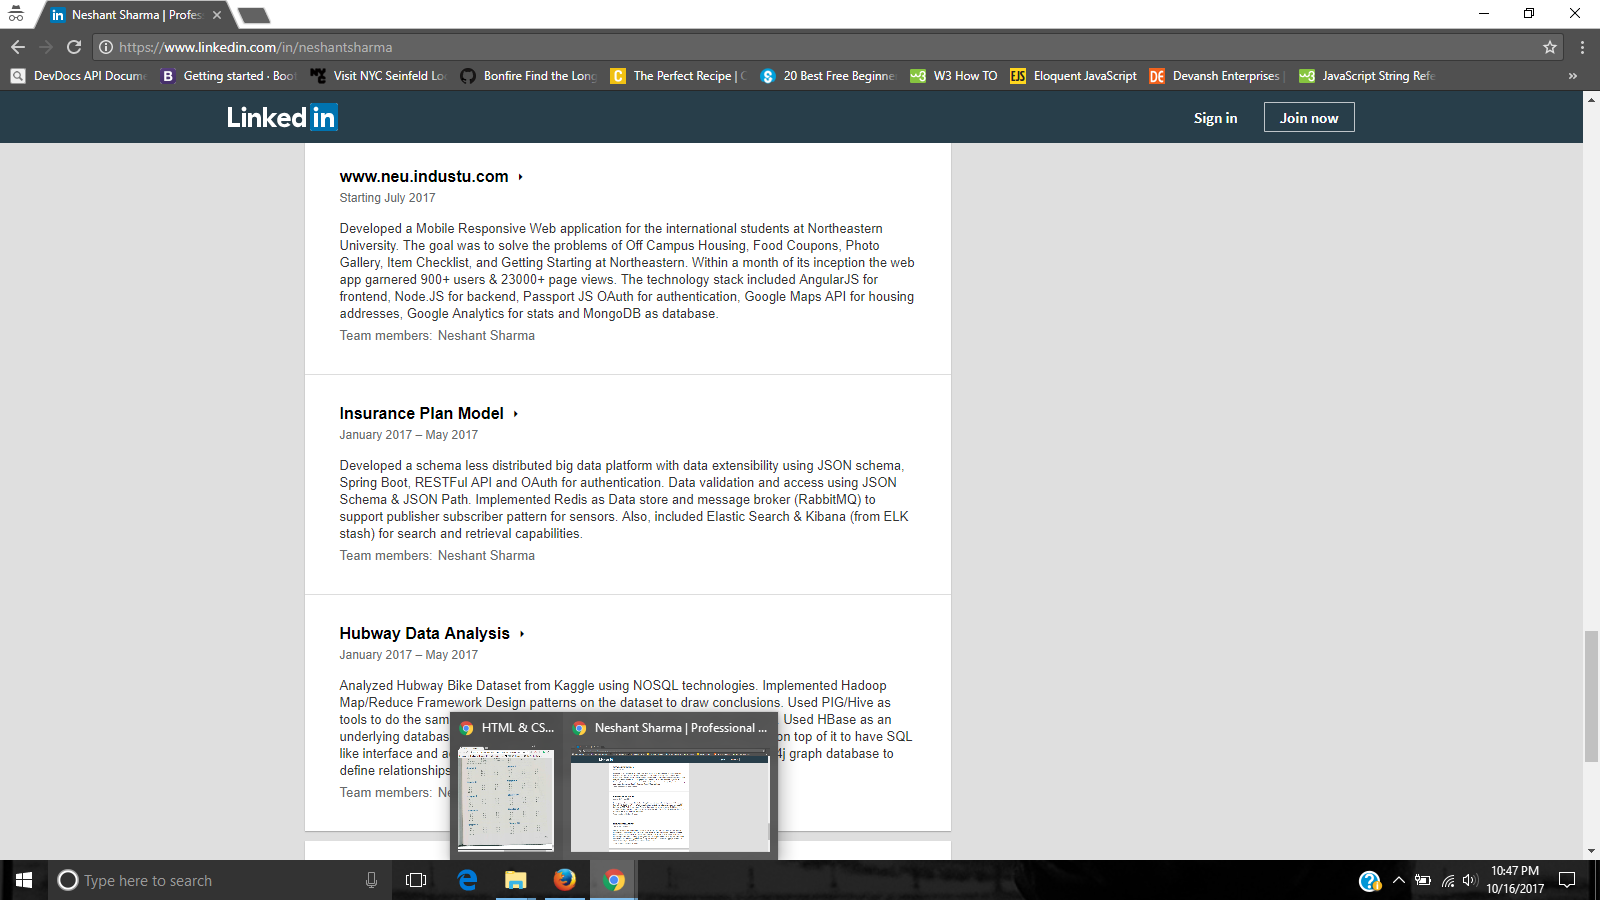 Neshant Sharma | Profes
https://www.linkedin.com/in/neshantsharma
DevDocs API Docum
Getting started · Boot
Visit NYC Seinfeld Lo
Bonfire Find the Long
The Perfect Recipe | C
20 Best Free Beginne
W3 How TO
Eloquent JavaScript
Devansh Enterprises |
JavaScript String Refe
»
Linked in
Sign in
Join now
www.neu.industu.com
Starting July 2017
Developed a Mobile Responsive Web application for the international students at Northeastern
University. The goal was to solve the problems of Off Campus Housing, Food Coupons, Photo
Gallery, Item Checklist, and Getting Starting at Northeastern. Within a month of its inception the web
app garnered 900+ users & 23000+ page views. The technology stack included AngularJS for
frontend, Node.JS for backend, Passport JS OAuth for authentication, Google Maps API for housing
addresses, Google Analytics for stats and MongoDB as database.
Team members: Neshant Sharma
Insurance Plan Model
January 2017 – May 2017
Developed a schema less distributed big data platform with data extensibility using JSON schema,
Spring Boot, RESTFul API and OAuth for authentication. Data validation and access using JSON
Schema & JSON Path. Implemented Redis as Data store and message broker (RabbitMQ) to
support publisher subscriber pattern for sensors. Also, included Elastic Search & Kibana (from ELK
stash) for search and retrieval capabilities.
Team members: Neshant Sharma
Hubway Data Analysis
January 2017 – May 2017
Analyzed Hubway Bike Dataset from Kaggle using NOSQL technologies. Implemented Hadoop
Map/Reduce Framework Design patterns on the dataset to draw conclusions. Used PIG/Hive as
tools to do the sam Used HBase as an
underlying databas on top of it to have SQL
like interface and a 4j graph database to
define relationships
Team members: Ne
HTML & CS...
Neshant Sharma | Professional ...
Type here to search
10:47 PM
10/16/2017